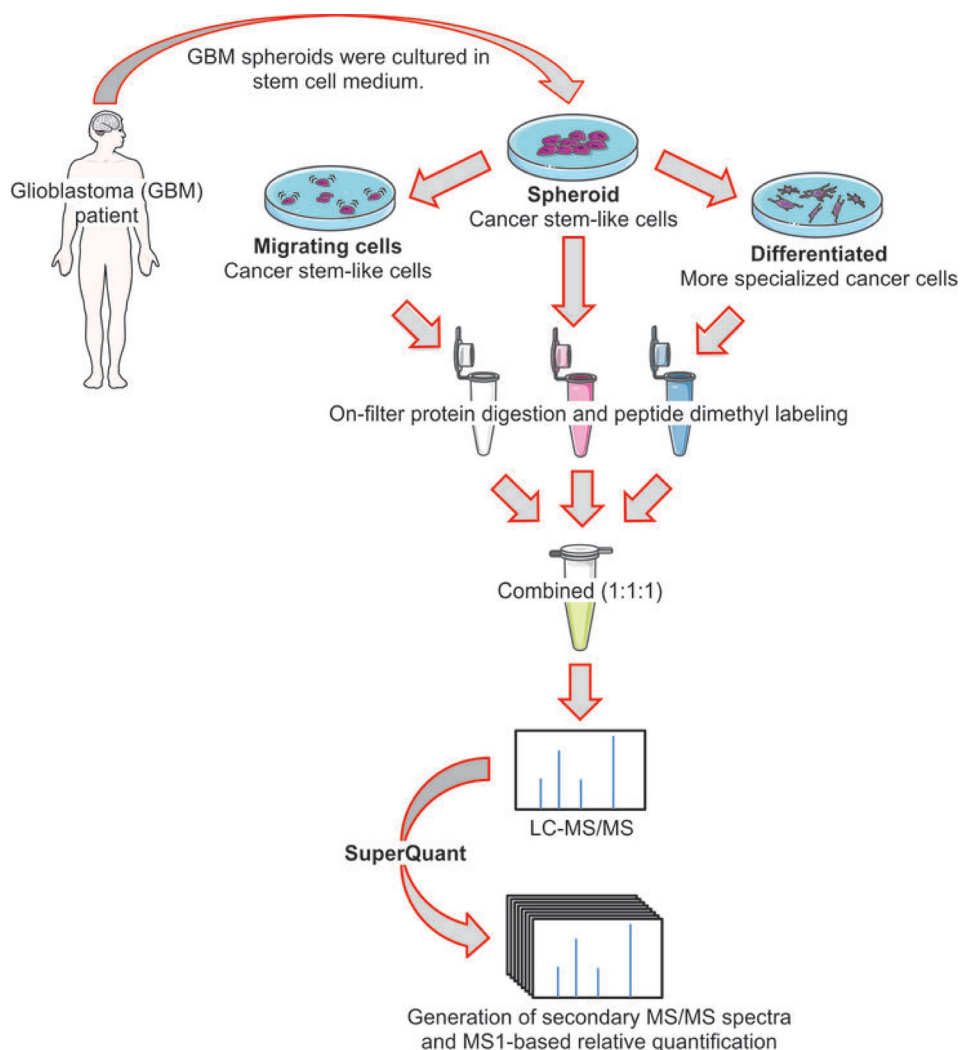 GBM spheroids were cultured in
stem cell medium.
Glioblastoma (GBM)
patient
Spheroid
Cancer stem-like cells
Migrating cells
Cancer stem-like cells
Differentiated
More specialized cancer cells
On-filter protein digestion and peptide dimethyl labeling
Combined (1:1:1)
LC-MS/MS
SuperQuant
Generation of secondary MS/MS spectra
and MS1-based relative quantification